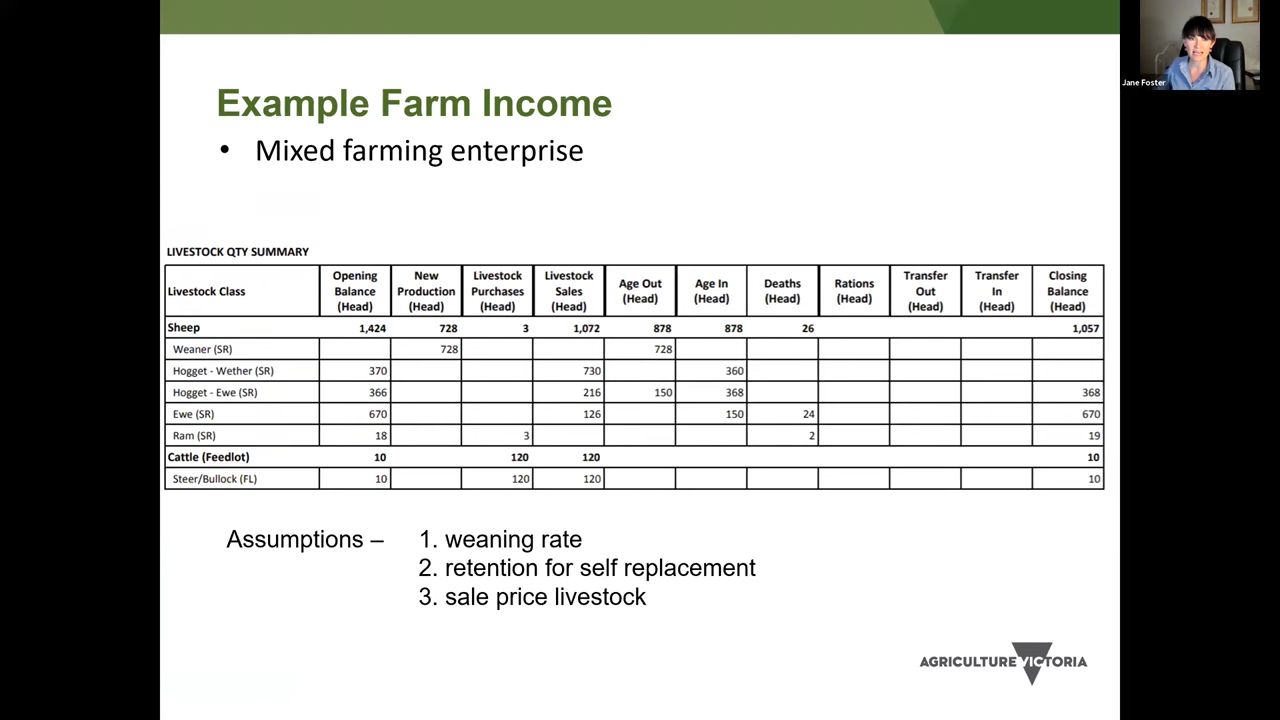 Jane Foster
Example Farm Income
• Mixed farming enterprise
LIVESTOCK QTY SUMMARY
Livestock Class Opening Balance (Head) New Production (Head) Livestock Purchases (Head) Livestock Sales (Head) Age Out (Head) Age In (Head) Deaths (Head) Rations (Head) Transfer Out (Head) Transfer In (Head) Closing Balance (Head)
Sheep 1,424 728 3 1,072 878 878 26 1,057
Weaner (SR) 728 728
Hogget - Wether (SR) 370 730 360
Hogget - Ewe (SR) 366 216 150 368 368
Ewe (SR) 670 126 150 24 670
Ram (SR) 18 3 2 19
Cattle (Feedlot) 10 120 120 10
Steer/Bullock (FL) 10 120 120 10
Assumptions – 1. weaning rate
2. retention for self replacement
3. sale price livestock
AGRICULTURE VICTORIA